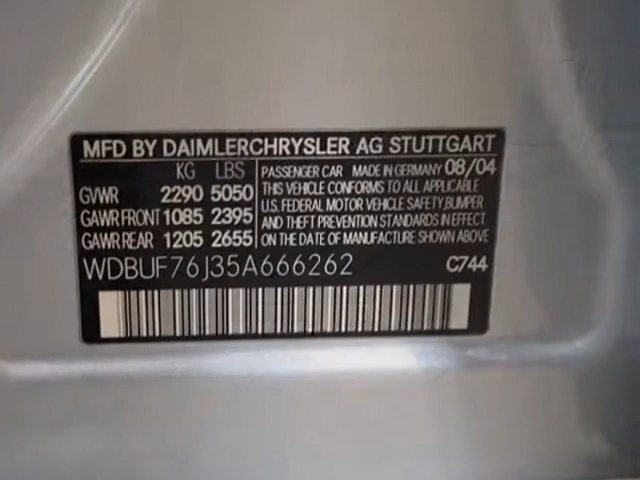 MFD BY DAIMLERCHRYSLER AG STUTTGART
KG LBS
GVWR 2290 5050
GAWR FRONT 1085 2395
GAWR REAR 1205 2655
PASSENGER CAR MADE IN GERMANY 08/04
THIS VEHICLE CONFORMS TO ALL APPLICABLE
U.S. FEDERAL MOTOR VEHICLE SAFETY, BUMPER
AND THEFT PREVENTION STANDARDS IN EFFECT
ON THE DATE OF MANUFACTURE SHOWN ABOVE.
WDBUF76J35A666262 C744